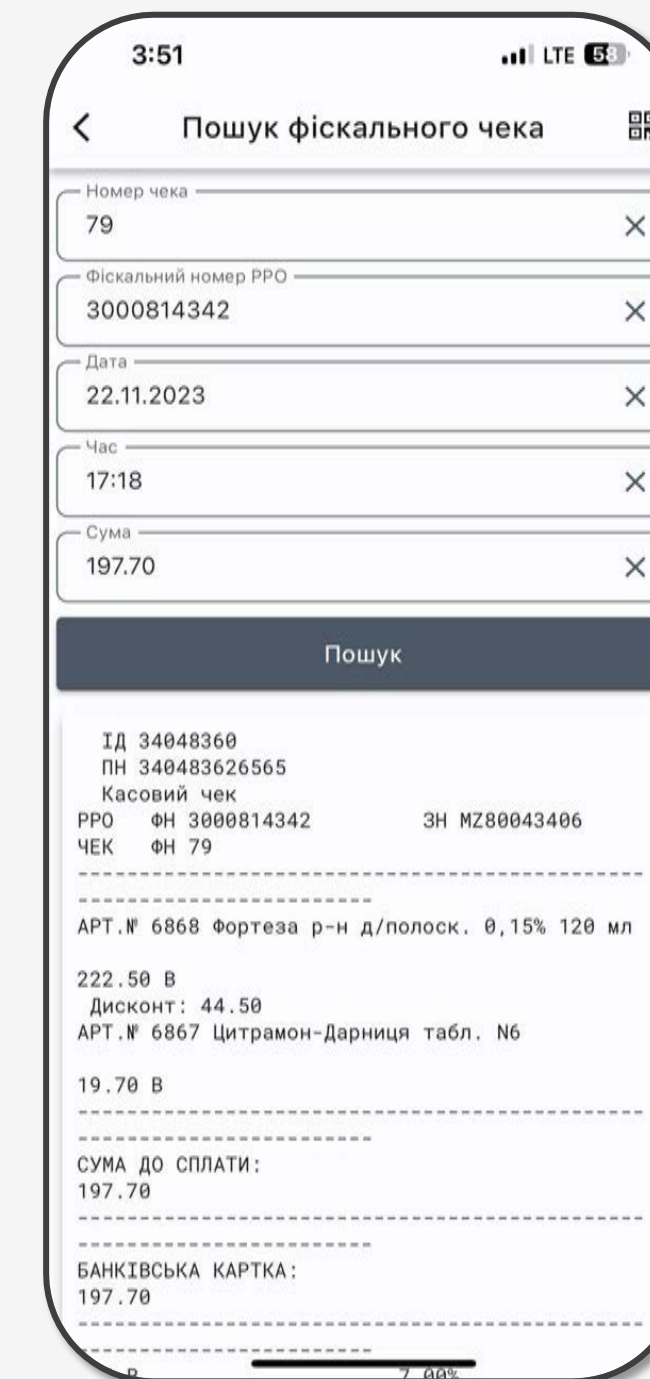 3:51 LTE 58
Пошук фіскального чека
Номер чека
79
Фіскальний номер РРО
3000814342
Дата
22.11.2023
Час
17:18
Сума
197.70
Пошук
ІД 34048360
ПН 340483626565
Касовий чек
РРО ФН 3000814342 ЗН MZ80043406
ЧЕК ФН 79
----------------------------------------------
------------------------
АРТ.№ 6868 Фортеза р-н д/полоск. 0,15% 120 мл
222.50 В
Дисконт: 44.50
АРТ.№ 6867 Цитрамон-Дарниця табл. N6
19.70 В
----------------------------------------------
------------------------
СУМА ДО СПЛАТИ:
197.70
----------------------------------------------
------------------------
БАНКІВСЬКА КАРТКА:
197.70
----------------------------------------------
------------------------
В 7.00%